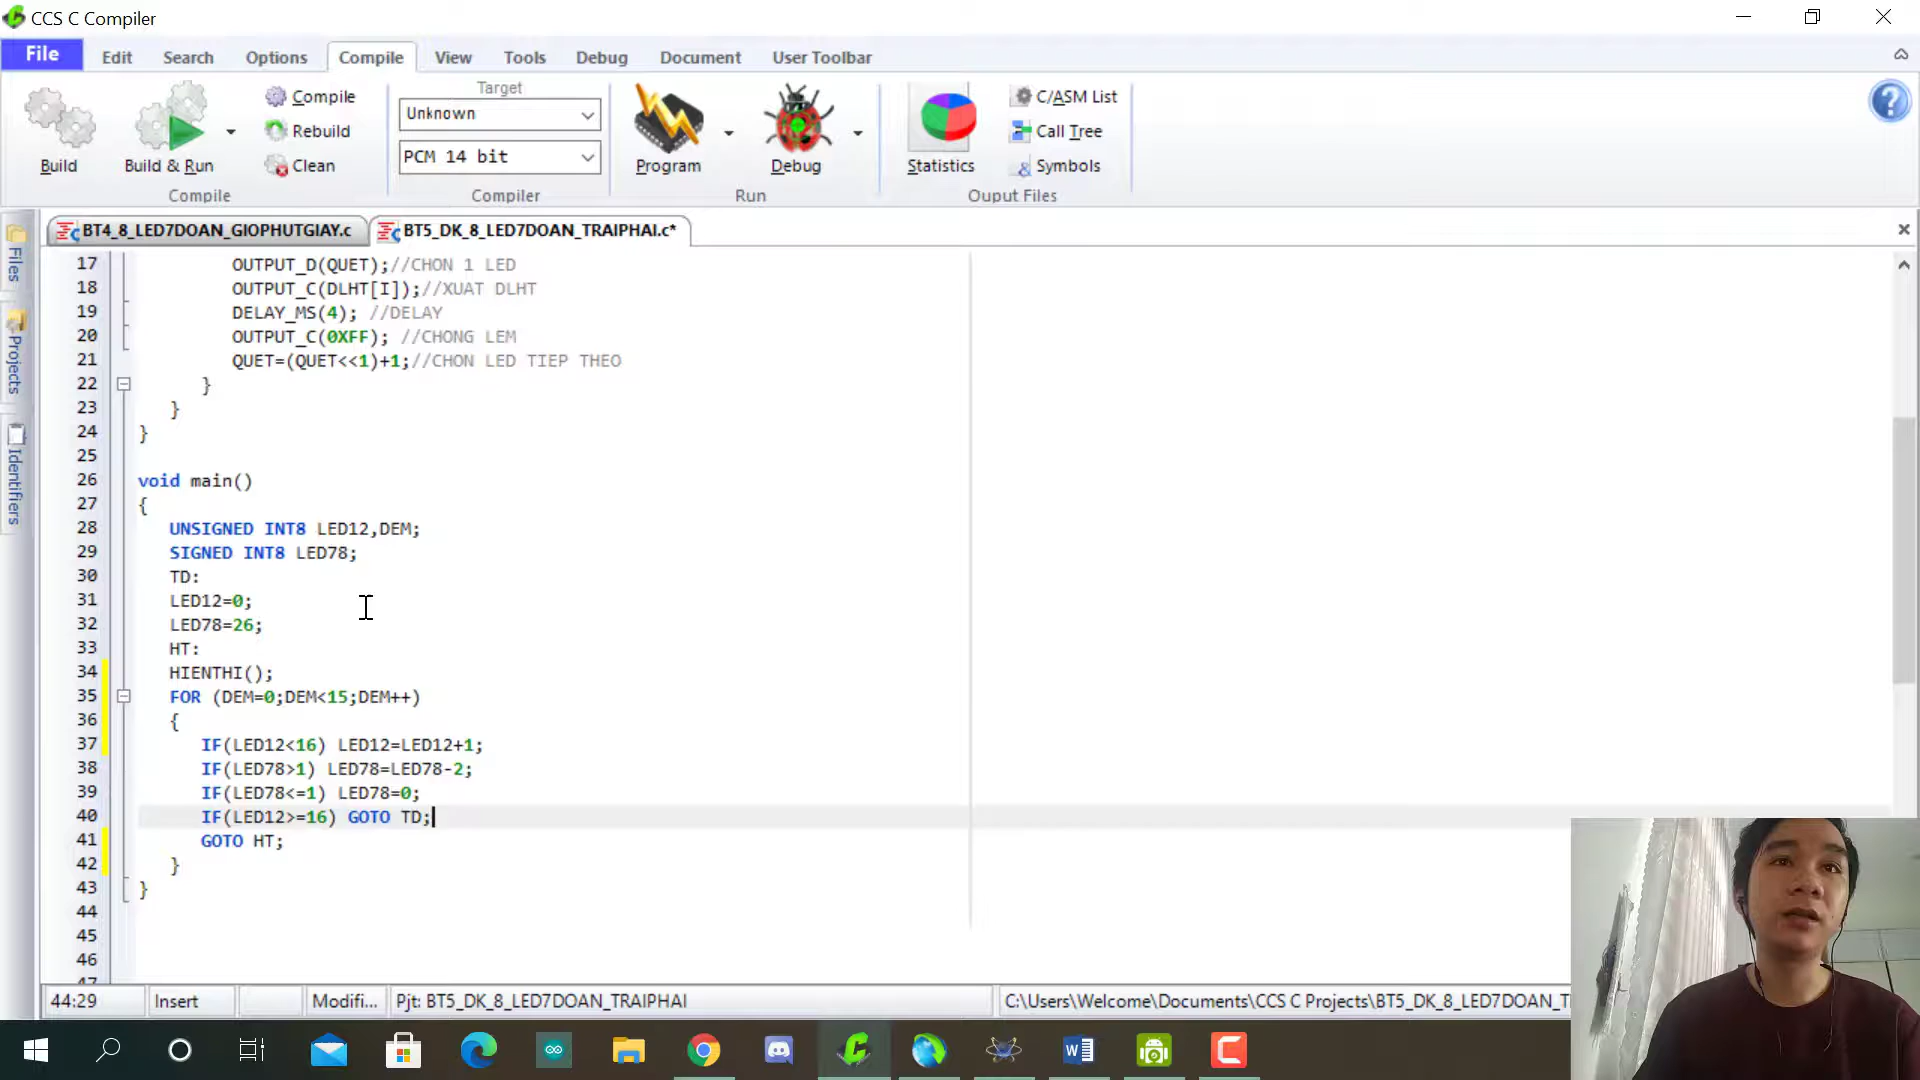 CCS C Compiler
File Edit Search Options Compile View Tools Debug Document User Toolbar
Build
Build & Run
Compile
Rebuild
Clean
Compile
Target
Unknown
PCM 14 bit
Compiler
Program
Debug
Run
Statistics
C/ASM List
Call Tree
Symbols
Ouput Files
Files
Projects
Identifiers
BT4_8_LED7DOAN_GIOPHUTGIAY.c
BT5_DK_8_LED7DOAN_TRAIPHAI.c*
17 OUTPUT_D(QUET);//CHON 1 LED
18 OUTPUT_C(DLHT[I]);//XUAT DLHT
19 DELAY_MS(4); //DELAY
20 OUTPUT_C(0XFF); //CHONG LEM
21 QUET=(QUET<<1)+1;//CHON LED TIEP THEO
22 }
23 }
24 }
25
26 void main()
27 {
28 UNSIGNED INT8 LED12,DEM;
29 SIGNED INT8 LED78;
30 TD:
31 LED12=0;
32 LED78=26;
33 HT:
34 HIENTHI();
35 FOR (DEM=0;DEM<15;DEM++)
36 {
37 IF(LED12<16) LED12=LED12+1;
38 IF(LED78>1) LED78=LED78-2;
39 IF(LED78<=1) LED78=0;
40 IF(LED12>=16) GOTO TD;
41 GOTO HT;
42 }
43 }
44
45
46
47
44:29 Insert Modifi... Pjt: BT5_DK_8_LED7DOAN_TRAIPHAI C:\Users\Welcome\Documents\CCS C Projects\BT5_DK_8_LED7DOAN_T